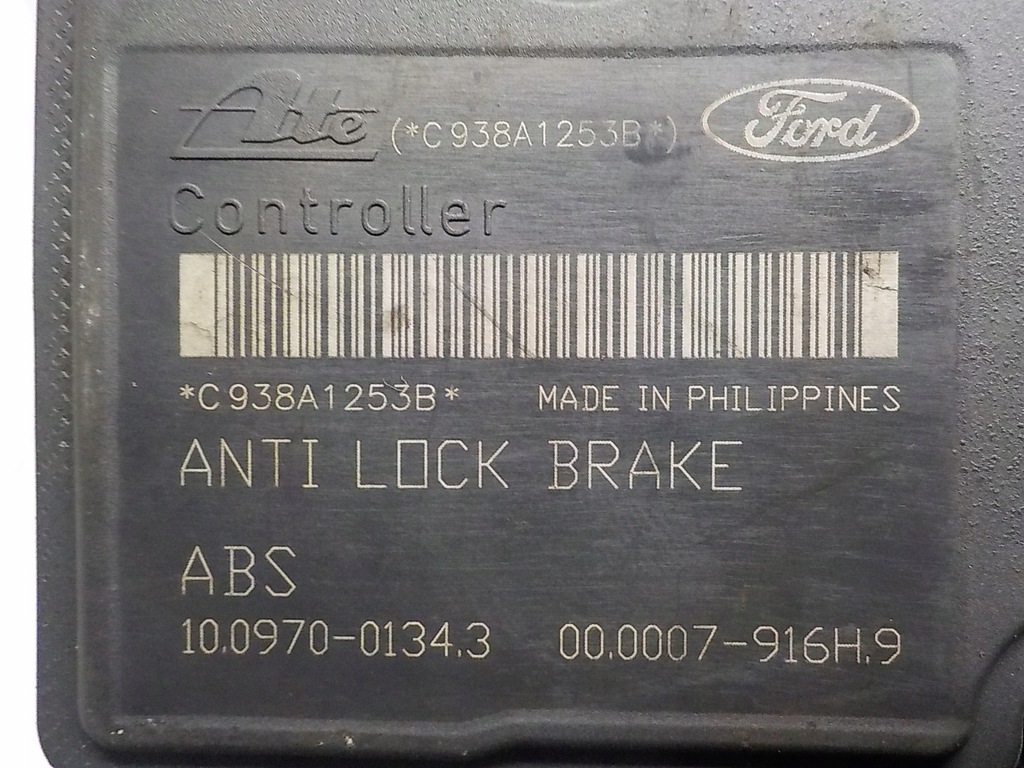 Ate (*C938A1253B*) Ford
Controller
*C938A1253B* MADE IN PHILIPPINES
ANTI LOCK BRAKE
ABS
10.0970-0134.3 00.0007-916H.9